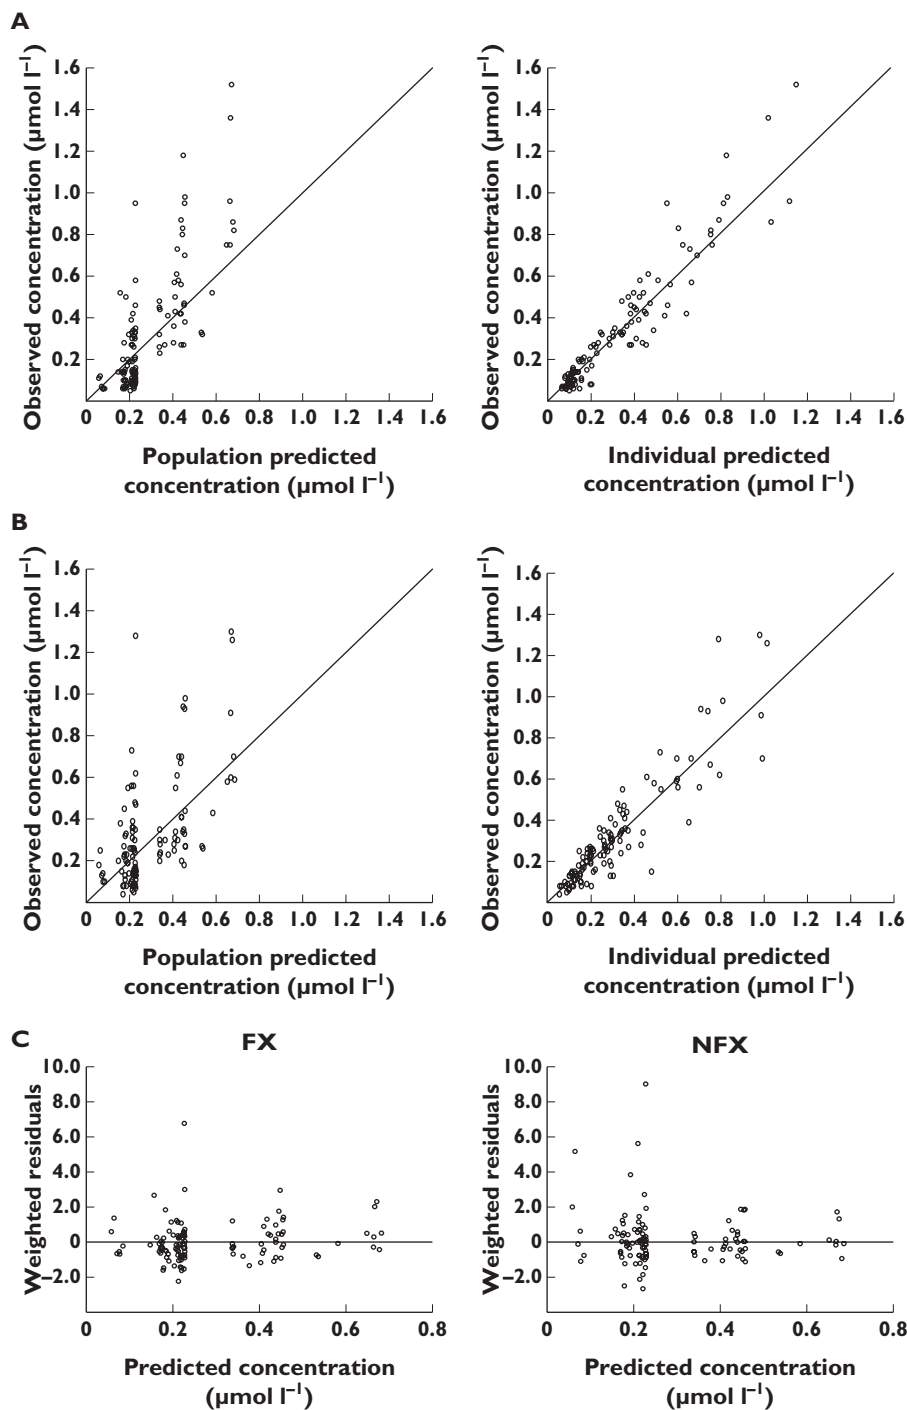 A
Observed concentration (µmol l⁻¹)
1.6
1.4
1.2
1.0
0.8
0.6
0.4
0.2
0 0.2 0.4 0.6 0.8 1.0 1.2 1.4 1.6
Population predicted
concentration (µmol l⁻¹)
Observed concentration (µmol l⁻¹)
1.6
1.4
1.2
1.0
0.8
0.6
0.4
0.2
0 0.2 0.4 0.6 0.8 1.0 1.2 1.4 1.6
Individual predicted
concentration (µmol l⁻¹)
B
Observed concentration (µmol l⁻¹)
1.6
1.4
1.2
1.0
0.8
0.6
0.4
0.2
0 0.2 0.4 0.6 0.8 1.0 1.2 1.4 1.6
Population predicted
concentration (µmol l⁻¹)
Observed concentration (µmol l⁻¹)
1.6
1.4
1.2
1.0
0.8
0.6
0.4
0.2
0 0.2 0.4 0.6 0.8 1.0 1.2 1.4 1.6
Individual predicted
concentration (µmol l⁻¹)
C
FX
Weighted residuals
10.0
8.0
6.0
4.0
2.0
0
−2.0
0 0.2 0.4 0.6 0.8
Predicted concentration
(µmol l⁻¹)
NFX
Weighted residuals
10.0
8.0
6.0
4.0
2.0
0
−2.0
0 0.2 0.4 0.6 0.8
Predicted concentration
(µmol l⁻¹)